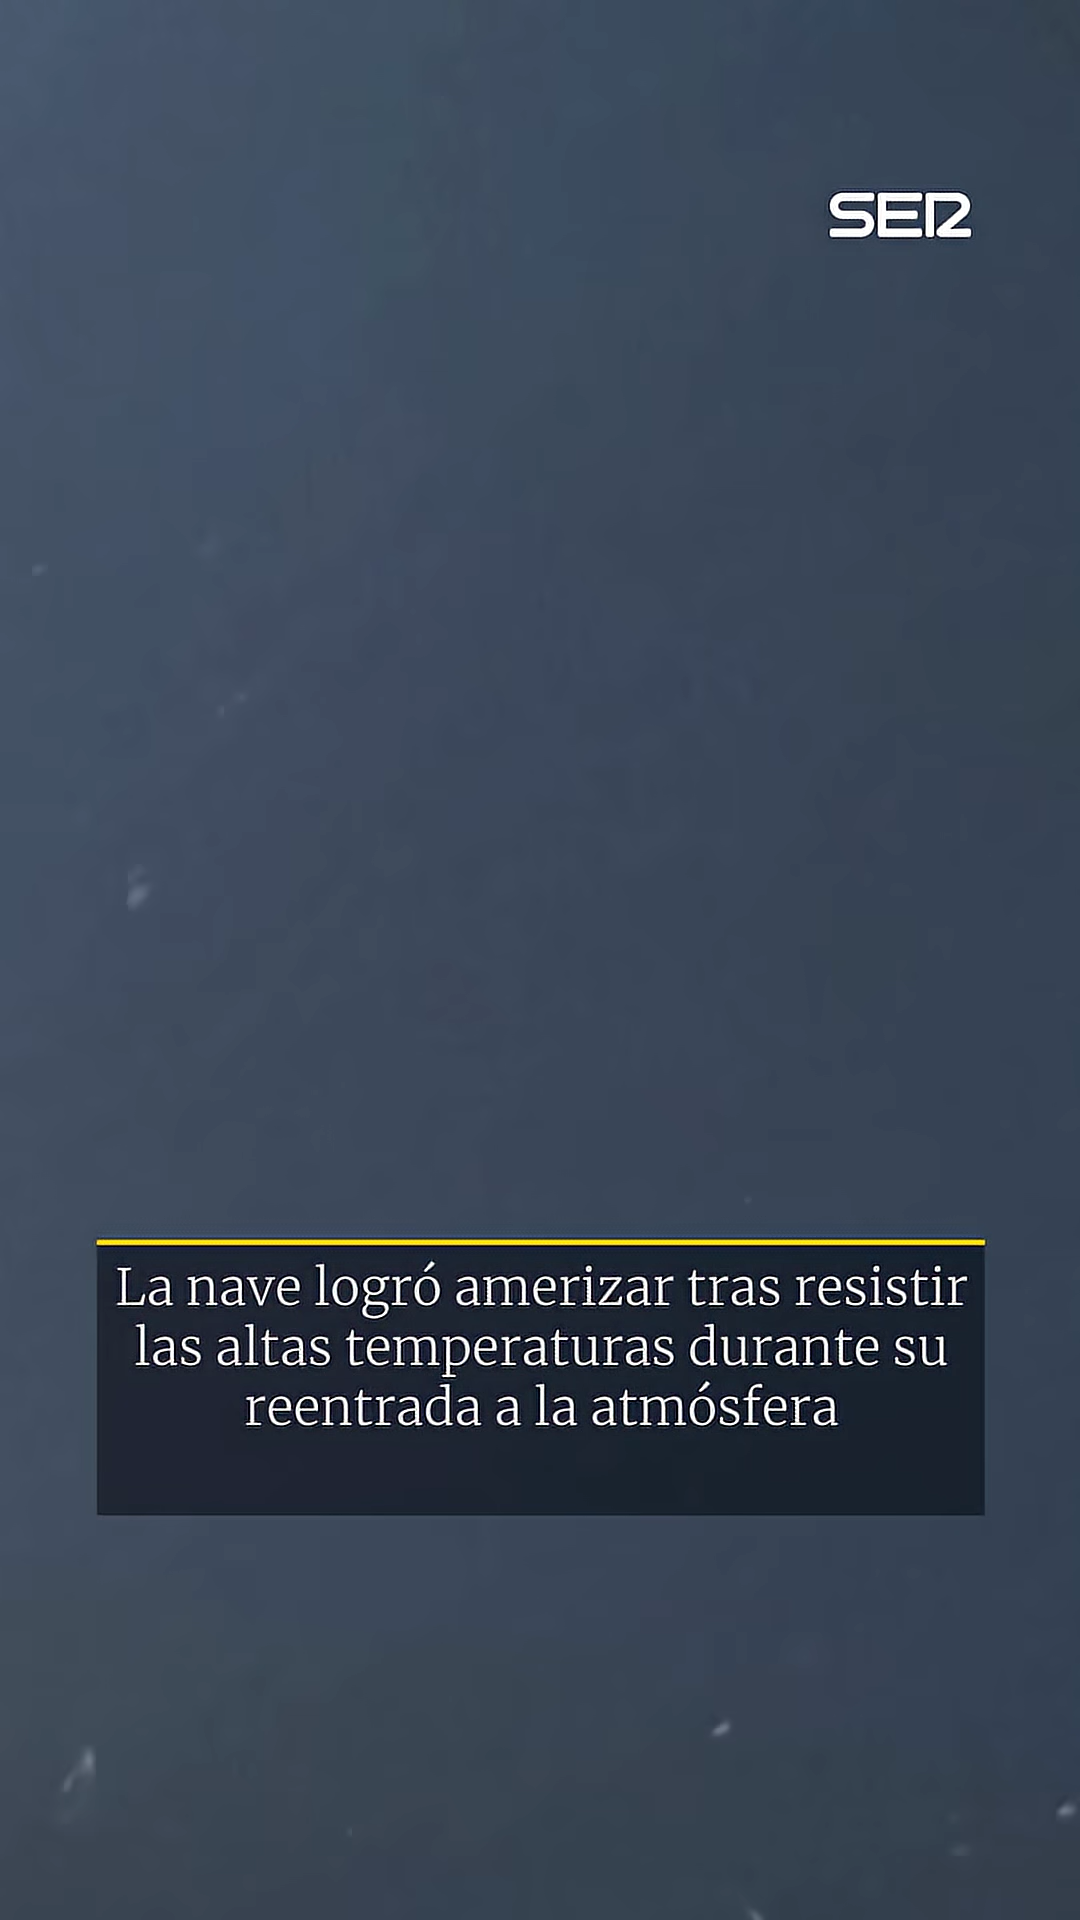 SER
La nave logró amerizar tras resistir
las altas temperaturas durante su
reentrada a la atmósfera